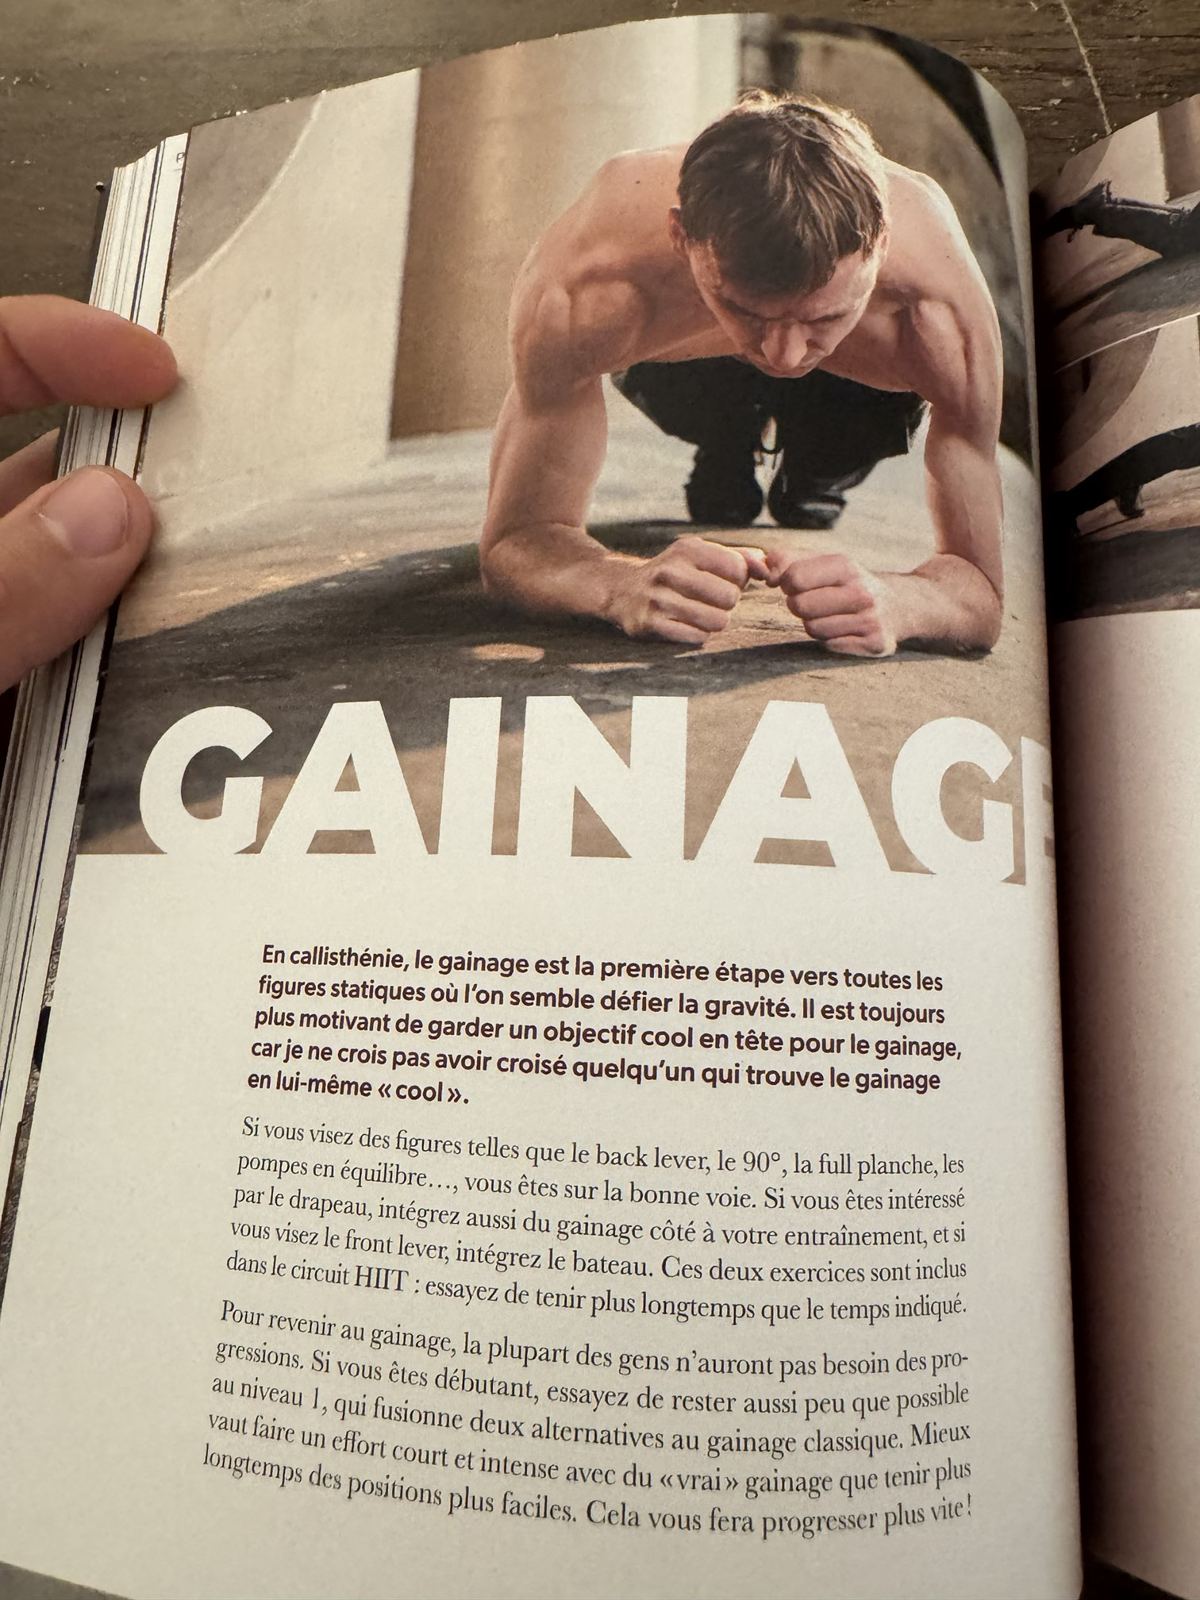 GAINAGE
En callisthénie, le gainage est la première étape vers toutes les
figures statiques où l'on semble défier la gravité. Il est toujours
plus motivant de garder un objectif cool en tête pour le gainage,
car je ne crois pas avoir croisé quelqu'un qui trouve le gainage
en lui-même « cool ».
Si vous visez des figures telles que le back lever, le 90°, la full planche, les
pompes en équilibre…, vous êtes sur la bonne voie. Si vous êtes intéressé
par le drapeau, intégrez aussi du gainage côté à votre entraînement, et si
vous visez le front lever, intégrez le bateau. Ces deux exercices sont inclus
dans le circuit HIIT : essayez de tenir plus longtemps que le temps indiqué.
Pour revenir au gainage, la plupart des gens n'auront pas besoin des pro-
gressions. Si vous êtes débutant, essayez de rester aussi peu que possible
au niveau 1, qui fusionne deux alternatives au gainage classique. Mieux
vaut faire un effort court et intense avec du « vrai » gainage que tenir plus
longtemps des positions plus faciles. Cela vous fera progresser plus vite!